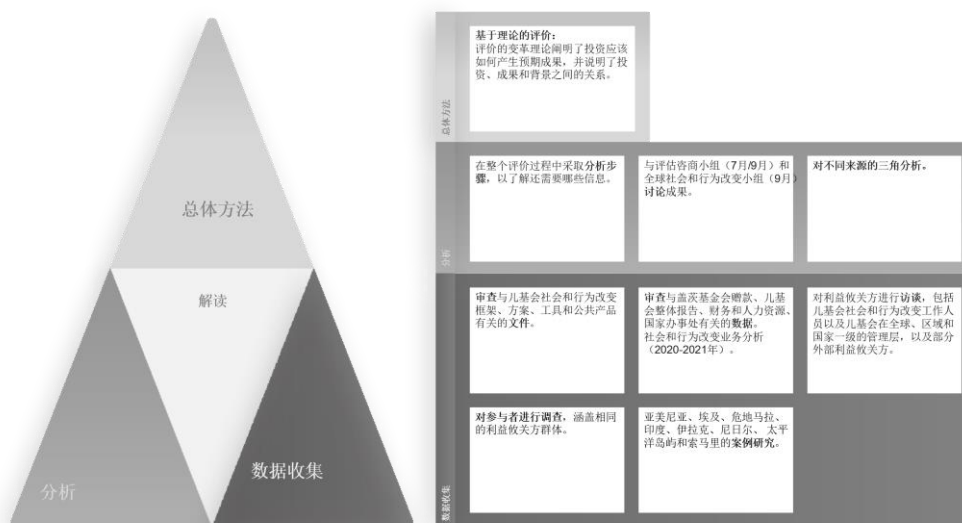 总体方法
解读
分析
数据收集
总体方法
基于理论的评价：
评价的变革理论阐明了投资应该
如何产生预期成果，并说明了投
资、成果和背景之间的关系。
分析
在整个评价过程中采取分析步
骤，以了解还需要哪些信息。
与评估咨商小组（7月/9月）和
全球社会和行为改变小组（9月）
讨论成果。
对不同来源的三角分析。
数据收集
审查与儿基会社会和行为改变
框架、方案、工具和公共产品
有关的文件。
审查与盖茨基金会赠款、儿基
会整体报告、财务和人力资源、
国家办事处有关的数据。
社会和行为改变业务分析
（2020-2021年）。
对利益攸关方进行访谈，包括
儿基会社会和行为改变工作人
员以及儿基会在全球、区域和
国家一级的管理层，以及部分
外部利益攸关方。
对参与者进行调查，涵盖相同
的利益攸关方群体。
亚美尼亚、埃及、危地马拉、
印度、伊拉克、尼日尔、太平
洋岛屿和索马里的案例研究。